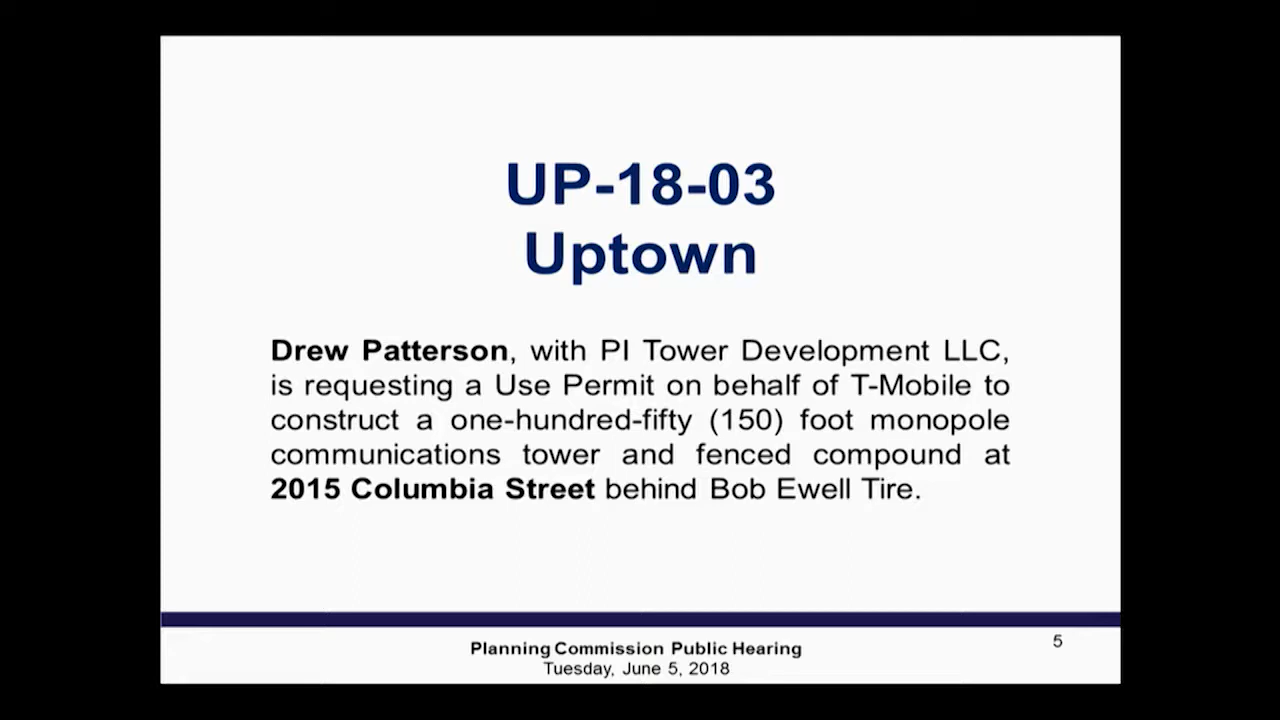 UP-18-03
Uptown
Drew Patterson, with PI Tower Development LLC,
is requesting a Use Permit on behalf of T-Mobile to
construct a one-hundred-fifty (150) foot monopole
communications tower and fenced compound at
2015 Columbia Street behind Bob Ewell Tire.
Planning Commission Public Hearing
Tuesday, June 5, 2018
5